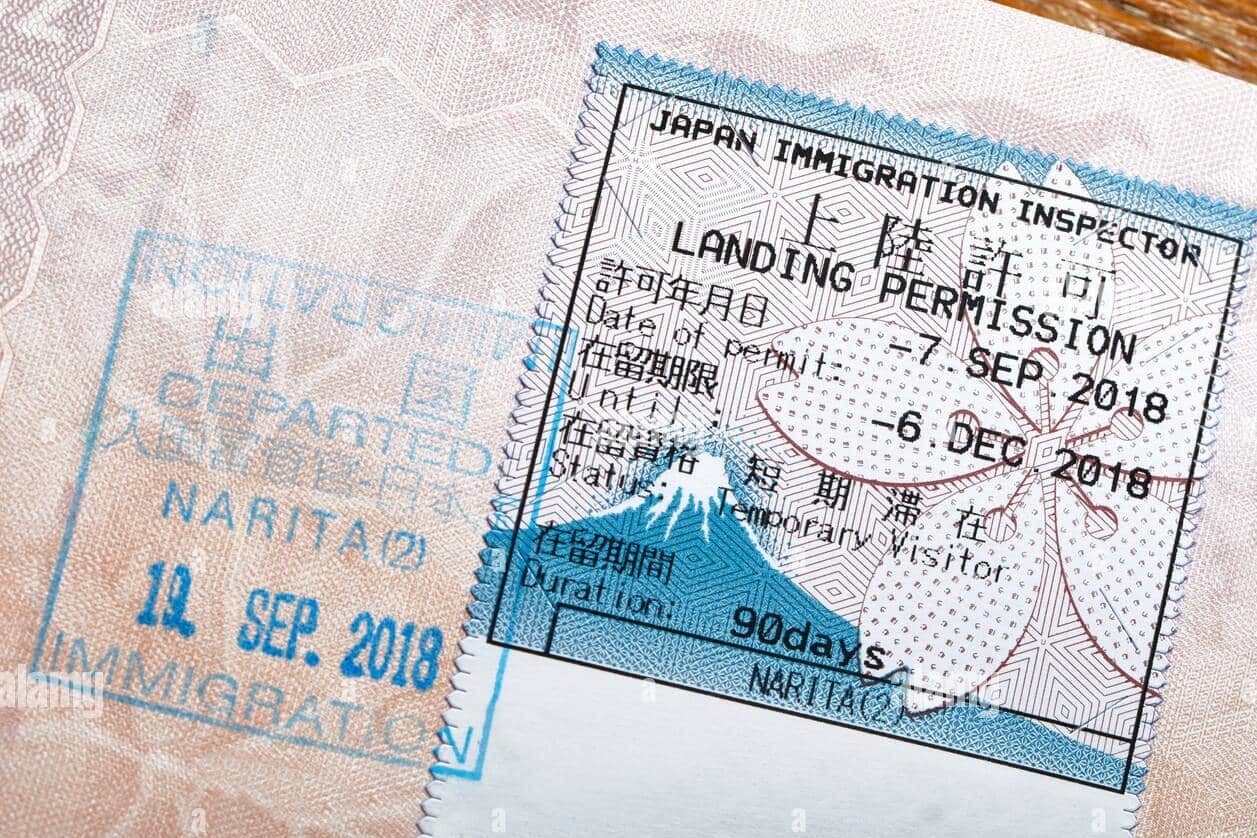 IMMIGRATION
出 国
DEPARTED
NARITA(2)
19. SEP. 2018
IMMIGRATION
JAPAN IMMIGRATION INSPECTOR
上陸許可
LANDING PERMISSION
許可年月日
Date of permit: -7.SEP.2018
在留期限
Until: -6.DEC.2018
在留資格 短期滞在
Status: Temporary Visitor
在留期間
Duration: 90days
NARITA(2)
alamy